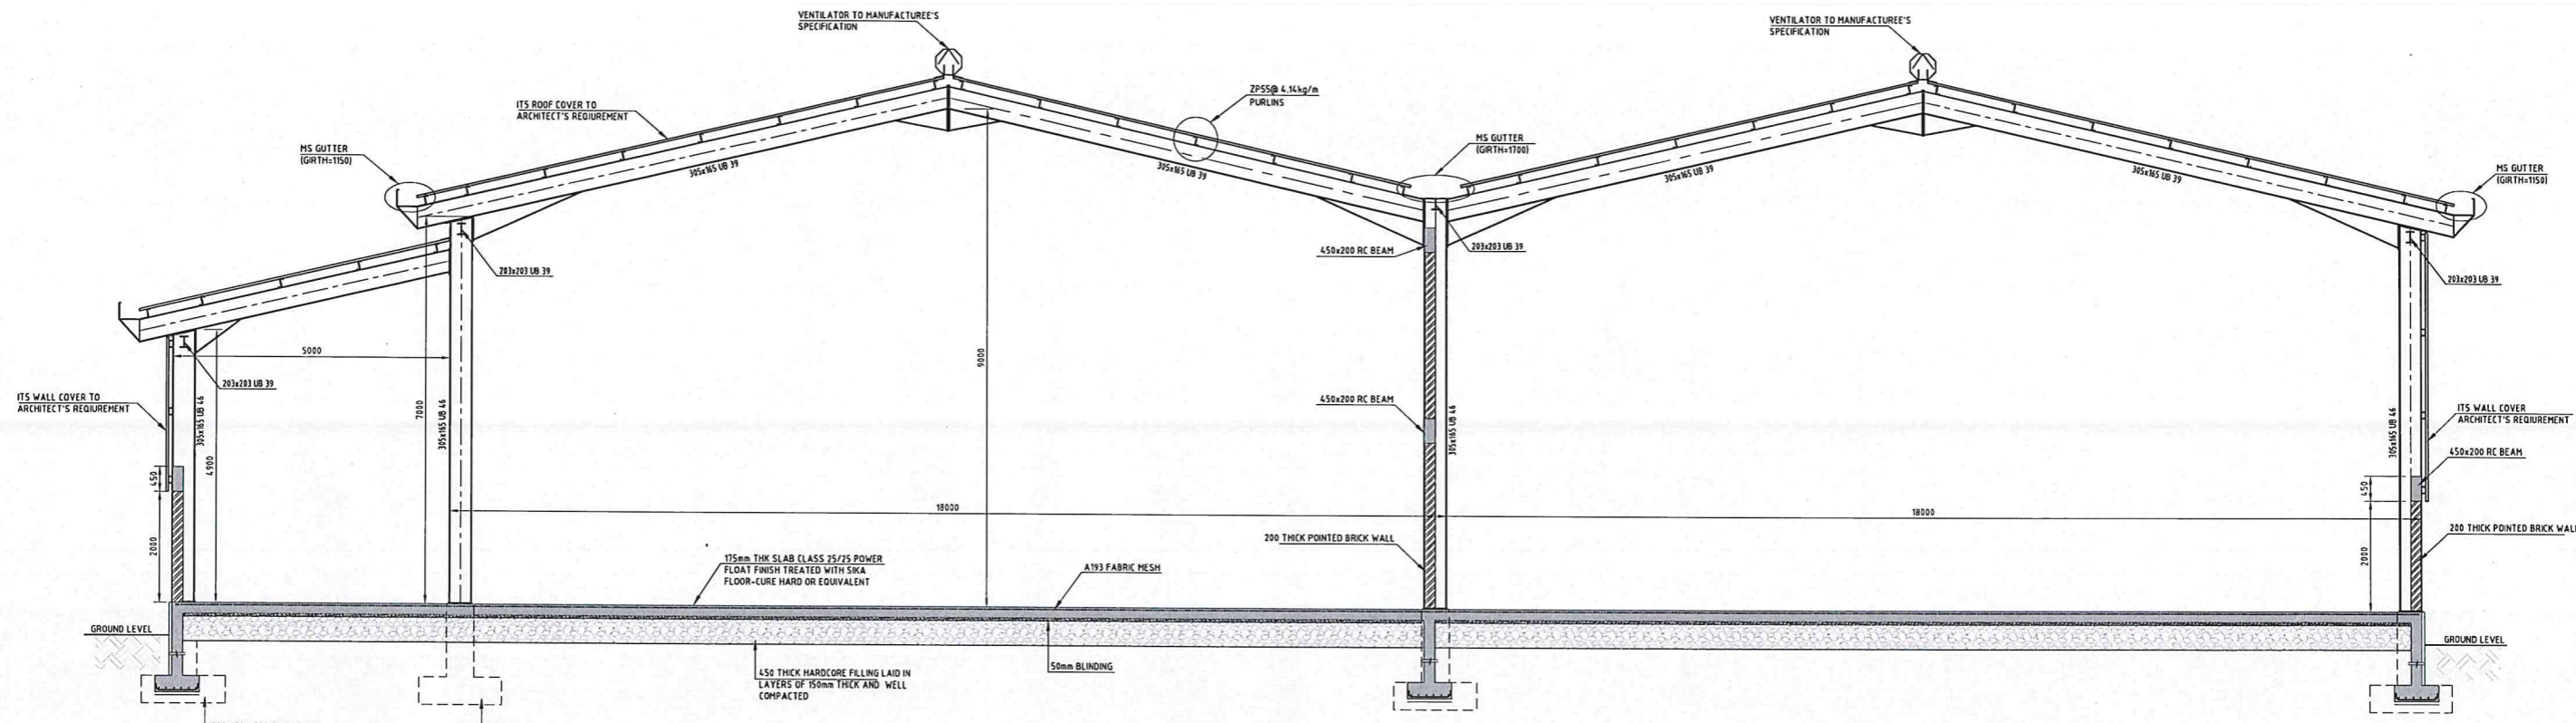 VENTILATOR TO MANUFACTUREE'S
SPECIFICATION
VENTILATOR TO MANUFACTUREE'S
SPECIFICATION
ITS ROOF COVER TO
ARCHITECT'S REQIUREMENT
ZPS5@ 4.14kg/m
PURLINS
MS GUTTER
(GIRTH=1150)
MS GUTTER
(GIRTH=1700)
MS GUTTER
(GIRTH=1150)
305x165 UB 39
305x165 UB 39
305x165 UB 39
305x165 UB 39
450x200 RC BEAM
203x203 UB 39
203x203 UB 39
203x203 UB 39
5000
9000
203x203 UB 39
ITS WALL COVER TO
ARCHITECT'S REQIUREMENT
305x165 UB 46
4900
7000
305x165 UB 46
450x200 RC BEAM
305x165 UB 46
305x165 UB 46
ITS WALL COVER
ARCHITECT'S REQIUREMENT
450x200 RC BEAM
450
450
18000
18000
2000
2000
200 THICK POINTED BRICK WALL
200 THICK POINTED BRICK WALL
175mm THK SLAB CLASS 25/25 POWER
FLOAT FINISH TREATED WITH SIKA
FLOOR-CURE HARD OR EQUIVALENT
A193 FABRIC MESH
GROUND LEVEL
GROUND LEVEL
450 THICK HARDCORE FILLING LAID IN
LAYERS OF 150mm THICK AND WELL
COMPACTED
50mm BLINDING